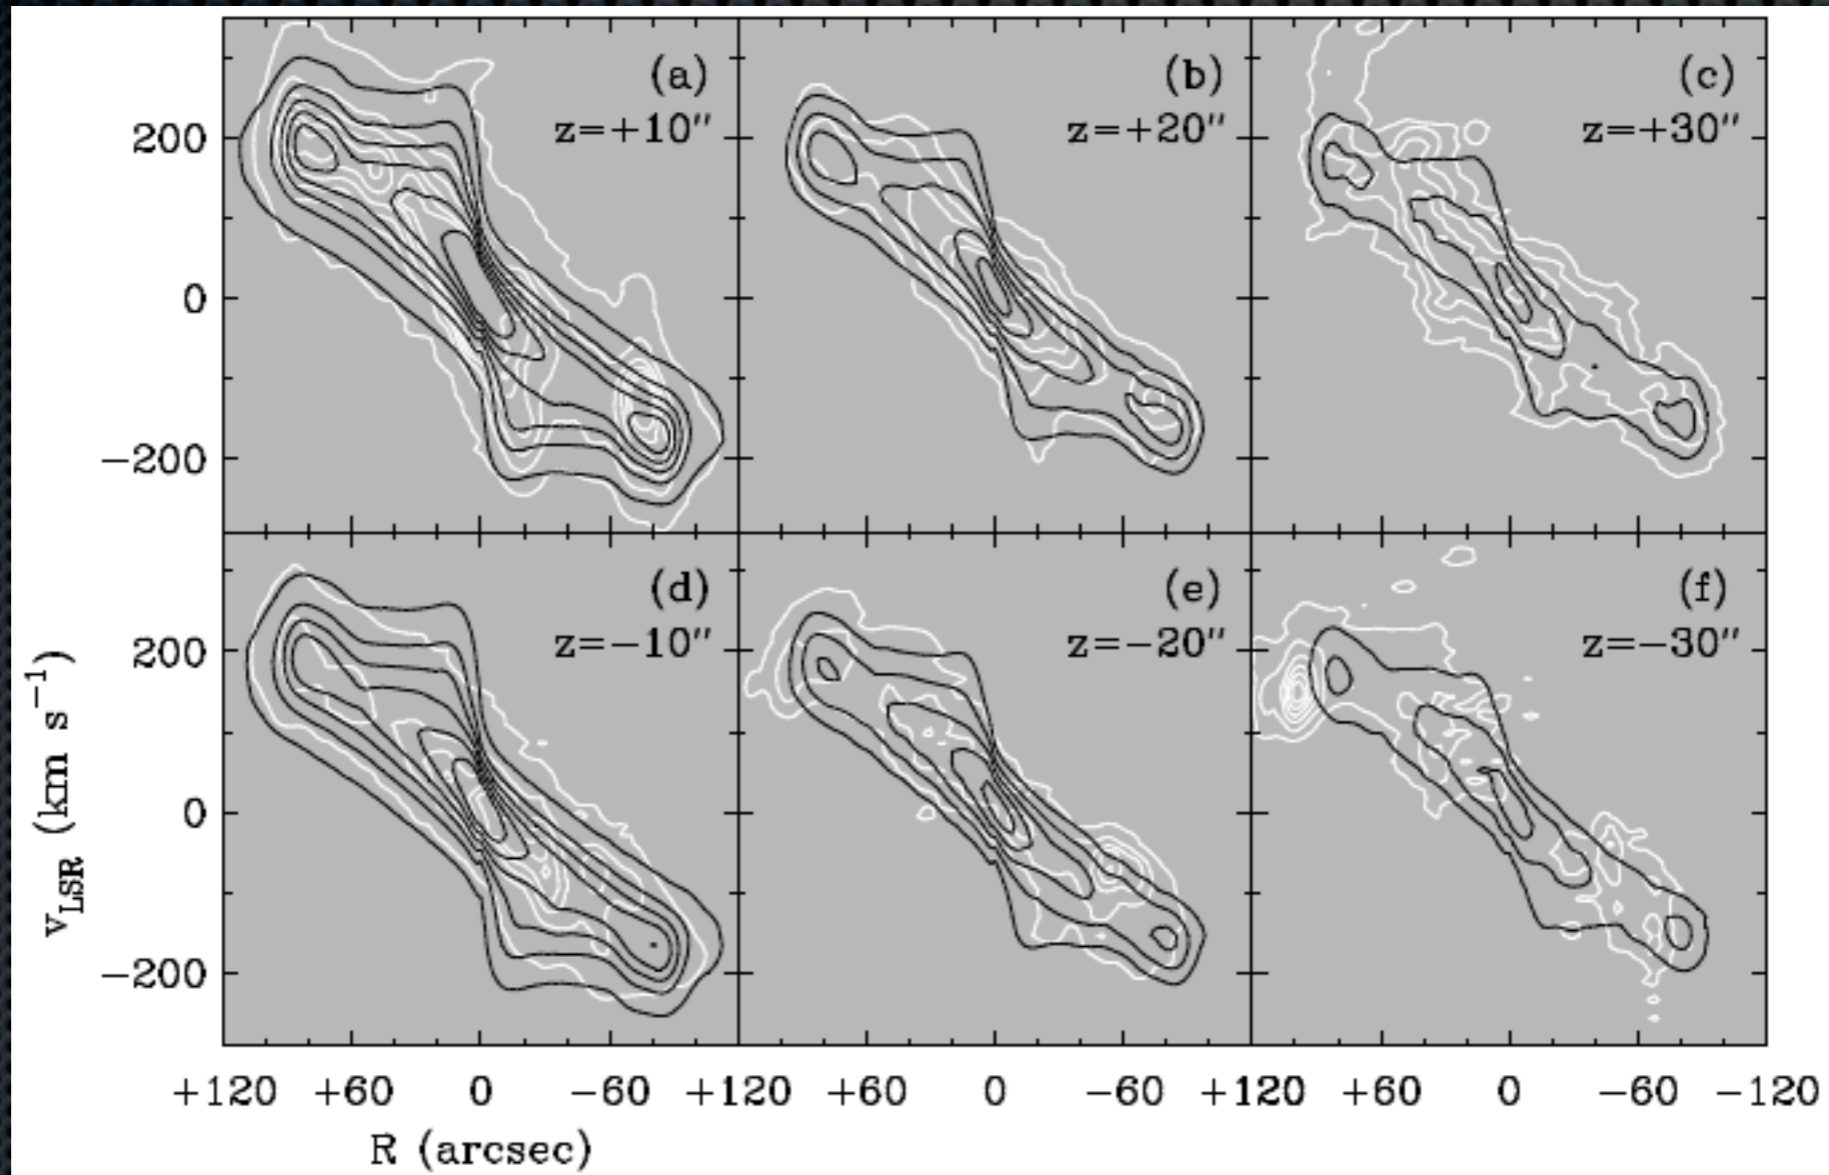 (a)
z=+10″
(b)
z=+20″
(c)
z=+30″
200
0
−200
(d)
z=−10″
(e)
z=−20″
(f)
z=−30″
200
0
−200
v_LSR (km s⁻¹)
+120 +60 0 −60 +120 +60 0 −60 +120 +60 0 −60 −120
R (arcsec)